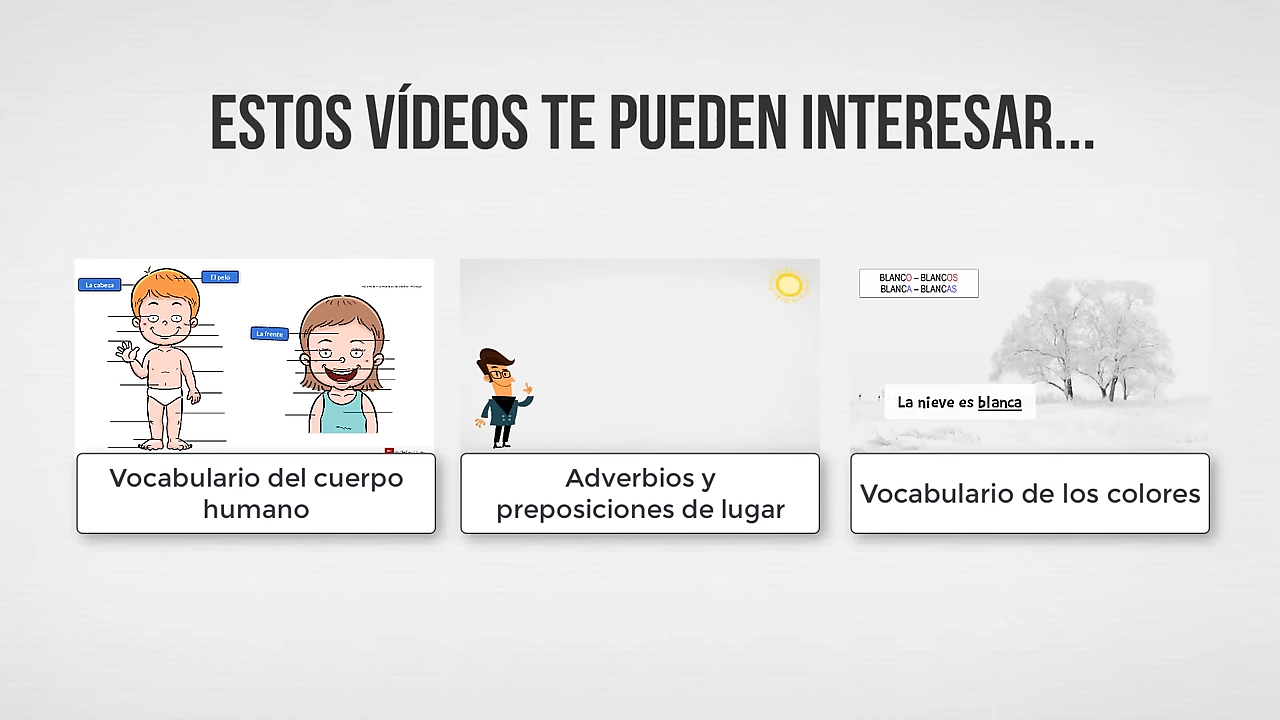 ESTOS VÍDEOS TE PUEDEN INTERESAR...
La cabeza
El pelo
La frente
Vocabulario del cuerpo
humano
Adverbios y
preposiciones de lugar
BLANCO – BLANCOS
BLANCA – BLANCAS
La nieve es blanca
Vocabulario de los colores